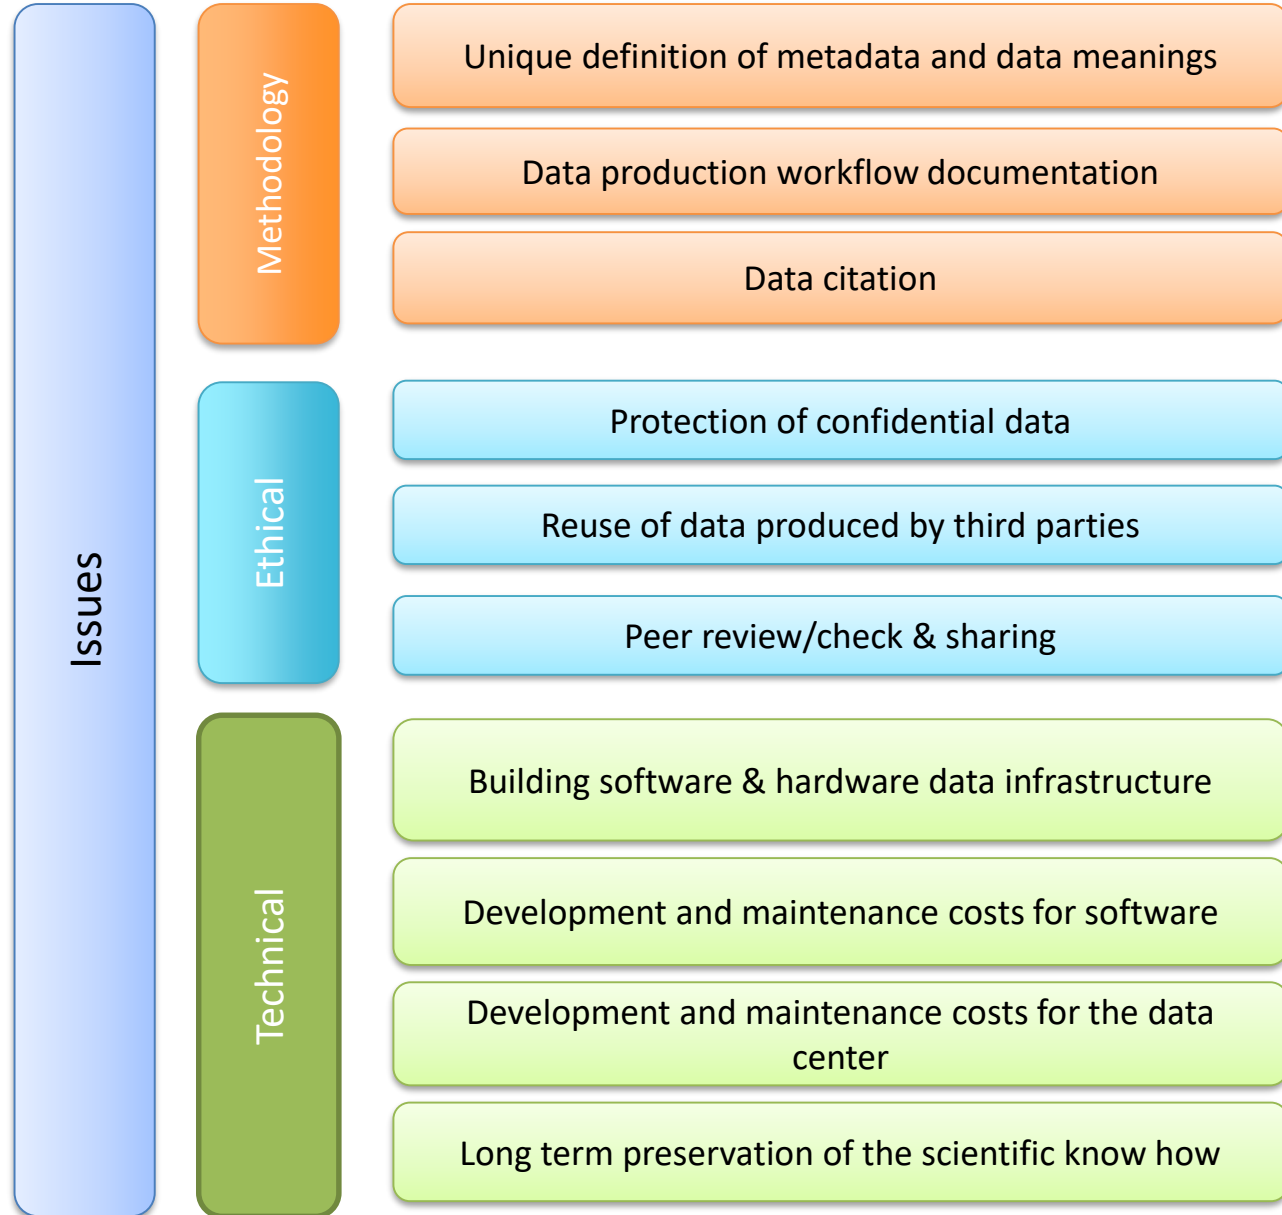 Issues
Methodology
Unique definition of metadata and data meanings
Data production workflow documentation
Data citation
Ethical
Protection of confidential data
Reuse of data produced by third parties
Peer review/check & sharing
Technical
Building software & hardware data infrastructure
Development and maintenance costs for software
Development and maintenance costs for the data
center
Long term preservation of the scientific know how